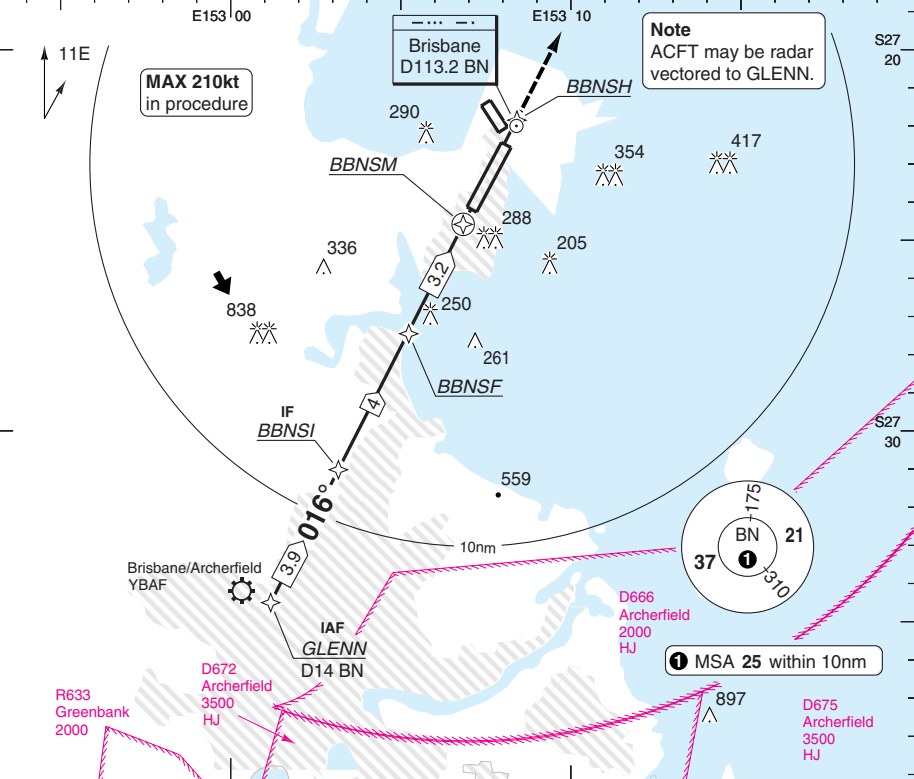 E153 00
E153 10
S27
20
11E
MAX 210kt
in procedure
Brisbane
D113.2 BN
Note
ACFT may be radar
vectored to GLENN.
BBNSH
290
354
417
BBNSM
288
205
336
3.2
838
250
261
BBNSF
4
IF
BBNSI
S27
30
559
016°
10nm
175
BN
21
37
1
310
3.9
Brisbane/Archerfield
YBAF
IAF
GLENN
D14 BN
D666
Archerfield
2000
HJ
1 MSA 25 within 10nm
D672
Archerfield
3500
HJ
R633
Greenbank
2000
897
D675
Archerfield
3500
HJ